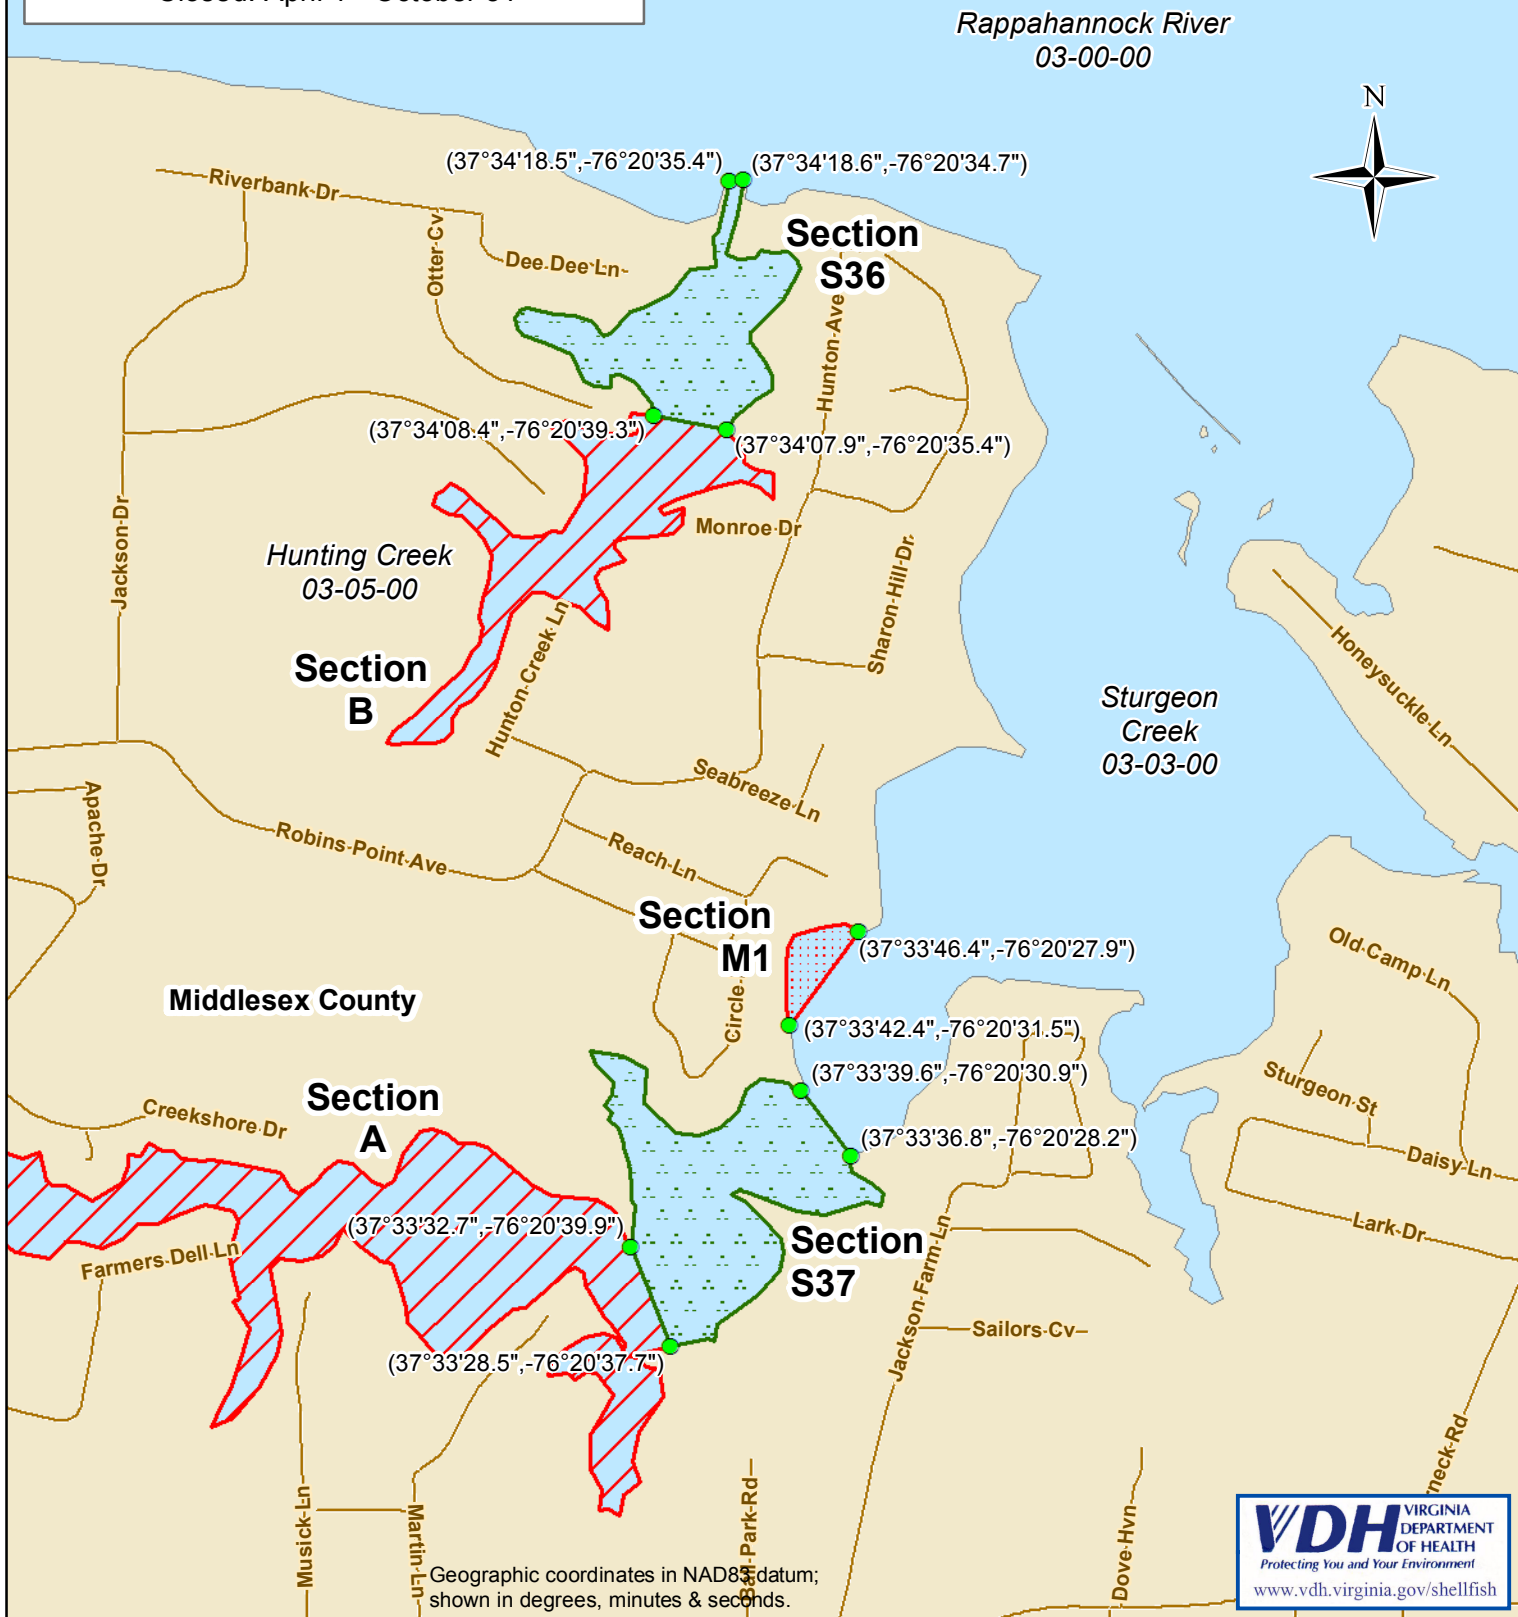 Rappahannock River
03-00-00
N
(37°34'18.5",-76°20'35.4")
(37°34'18.6",-76°20'34.7")
Riverbank Dr
Otter Cv
Dee Dee Ln
Section
S36
Hunton Ave
(37°34'08.4",-76°20'39.3")
(37°34'07.9",-76°20'35.4")
Jackson Dr
Monroe Dr
Hunting Creek
03-05-00
Sharon Hill Dr
Hunton Creek Ln
Honeysuckle Ln
Section
B
Sturgeon
Creek
03-03-00
Seabreeze Ln
Apache Dr
Robins Point Ave
Reach Ln
Section
M1
(37°33'46.4",-76°20'27.9")
Old Camp Ln
Middlesex County
Circle
(37°33'42.4",-76°20'31.5")
(37°33'39.6",-76°20'30.9")
Sturgeon St
Section
A
Creekshore Dr
(37°33'36.8",-76°20'28.2")
Daisy Ln
(37°33'32.7",-76°20'39.9")
Lark Dr
Farmers Dell Ln
Section
S37
Jackson Farm Ln
Sailors Cv
(37°33'28.5",-76°20'37.7")
Musick Ln
Martin Ln
Ball Park Rd
Dove Hvn
rneck Rd
Geographic coordinates in NAD83 datum;
shown in degrees, minutes & seconds.
VDH VIRGINIA
DEPARTMENT
OF HEALTH
Protecting You and Your Environment
www.vdh.virginia.gov/shellfish